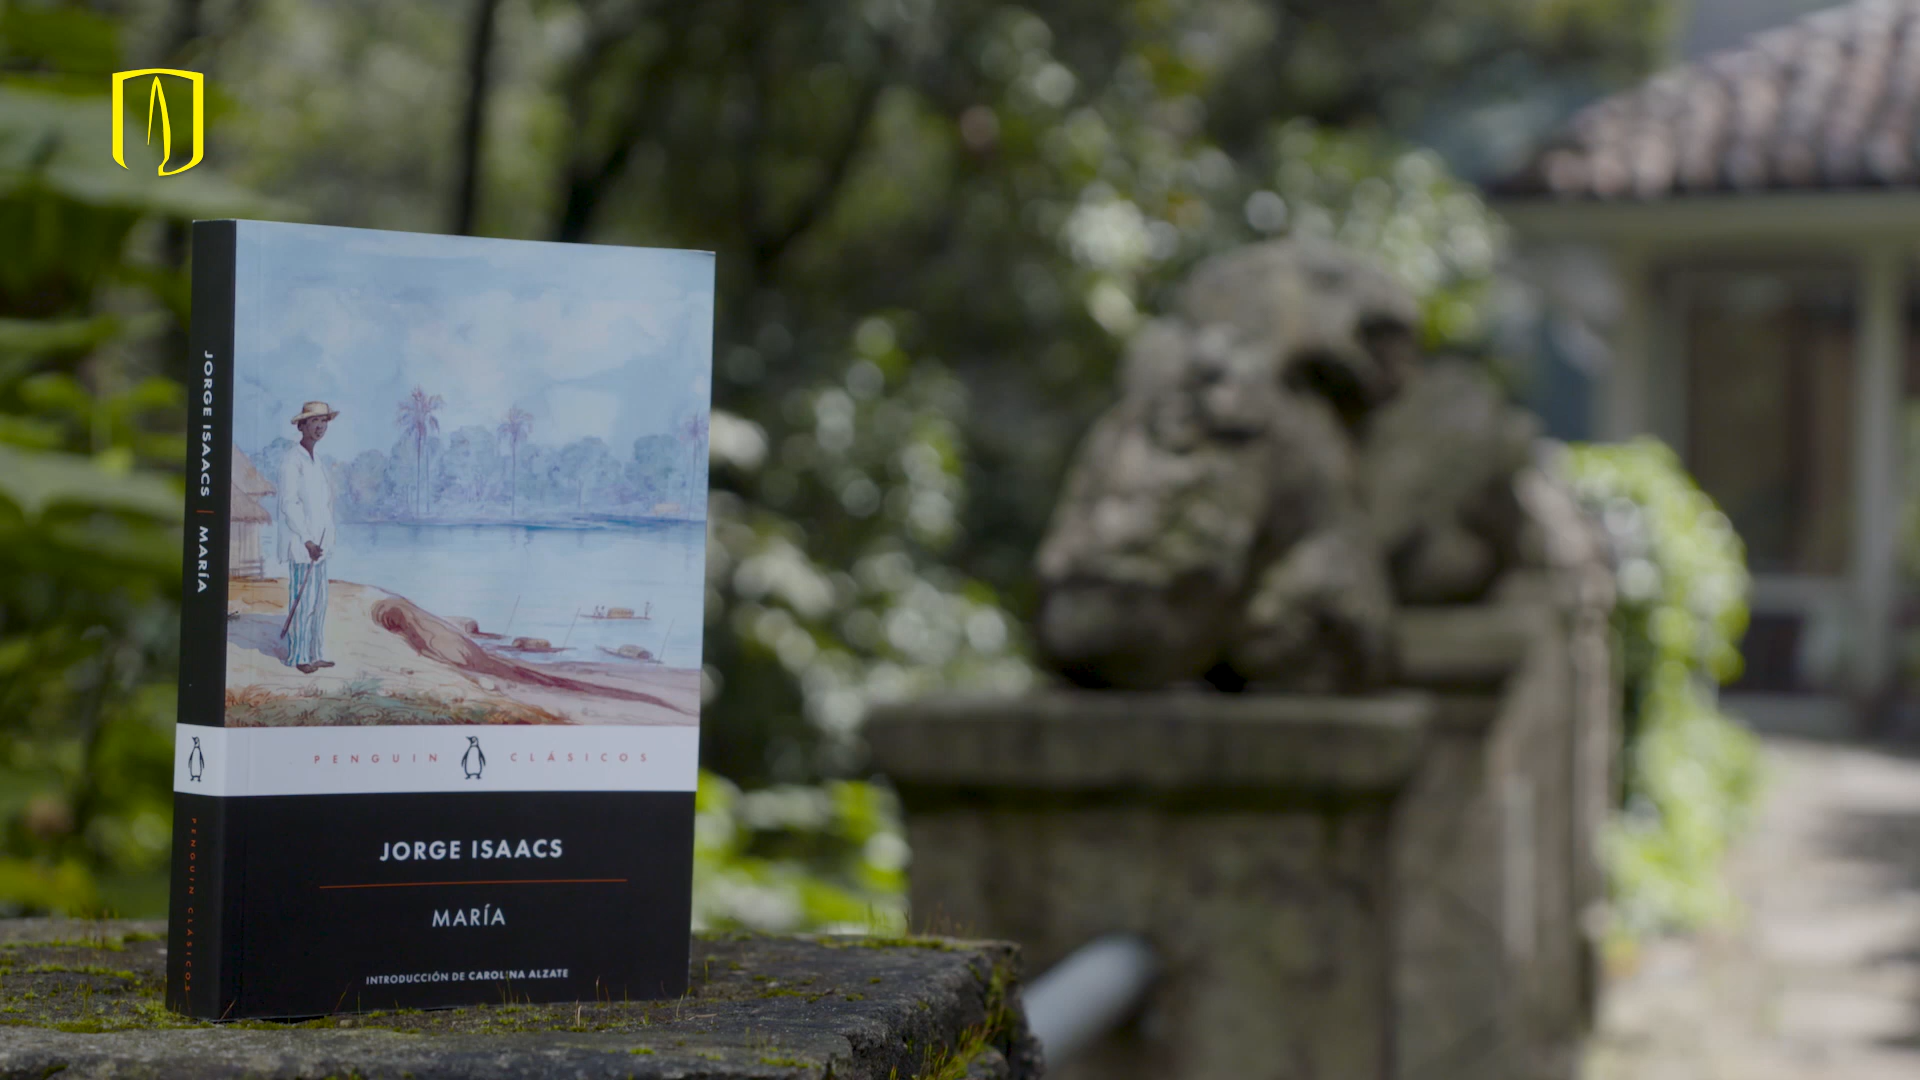 JORGE ISAACS | MARÍA
PENGUIN CLÁSICOS
PENGUIN CLÁSICOS
JORGE ISAACS
MARÍA
INTRODUCCIÓN DE CAROLINA ALZATE